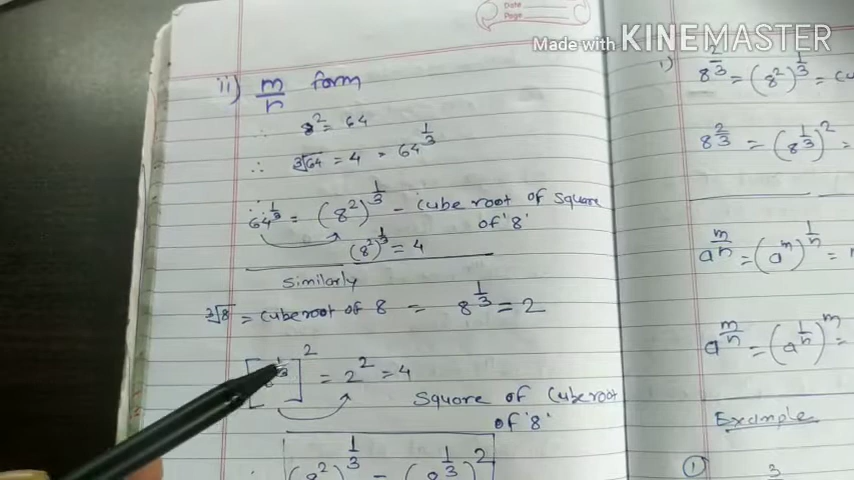 Date
Page
Made with KINEMASTER
ii) m/n form
∴ 8² = 64
∴ ∛64 = 4 = 64^(1/3)
∴ 64^(1/3) = (8²)^(1/3) - Cube root of square of '8'
(8²)^(1/3) = 4
Similarly
∛8 = cube root of 8 = 8^(1/3) = 2
[ ]² = 2² = 4
Square of Cube root of '8'
∴ (8²)^(1/3) = (8^(1/3))²
i) 8^(2/3) = (8²)^(1/3) =
8^(2/3) = (8^(1/3))² =
a^(m/n) = (a^m)^(1/n) =
a^(m/n) = (a^(1/n))^m =
Example
①